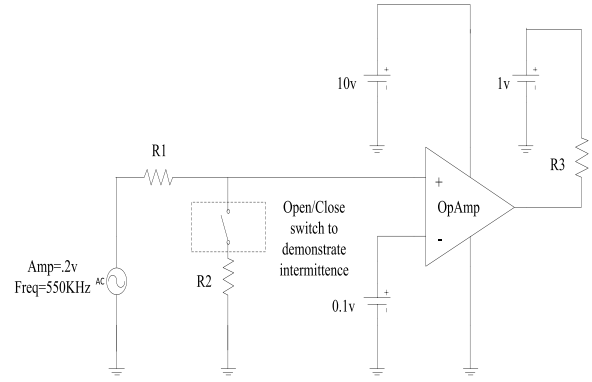 10v
+
-
1v
+
-
R1
R3
+
OpAmp
-
Open/Close
switch to
demonstrate
intermittence
Amp=.2v
Freq=550KHz
AC
R2
0.1v
+
-